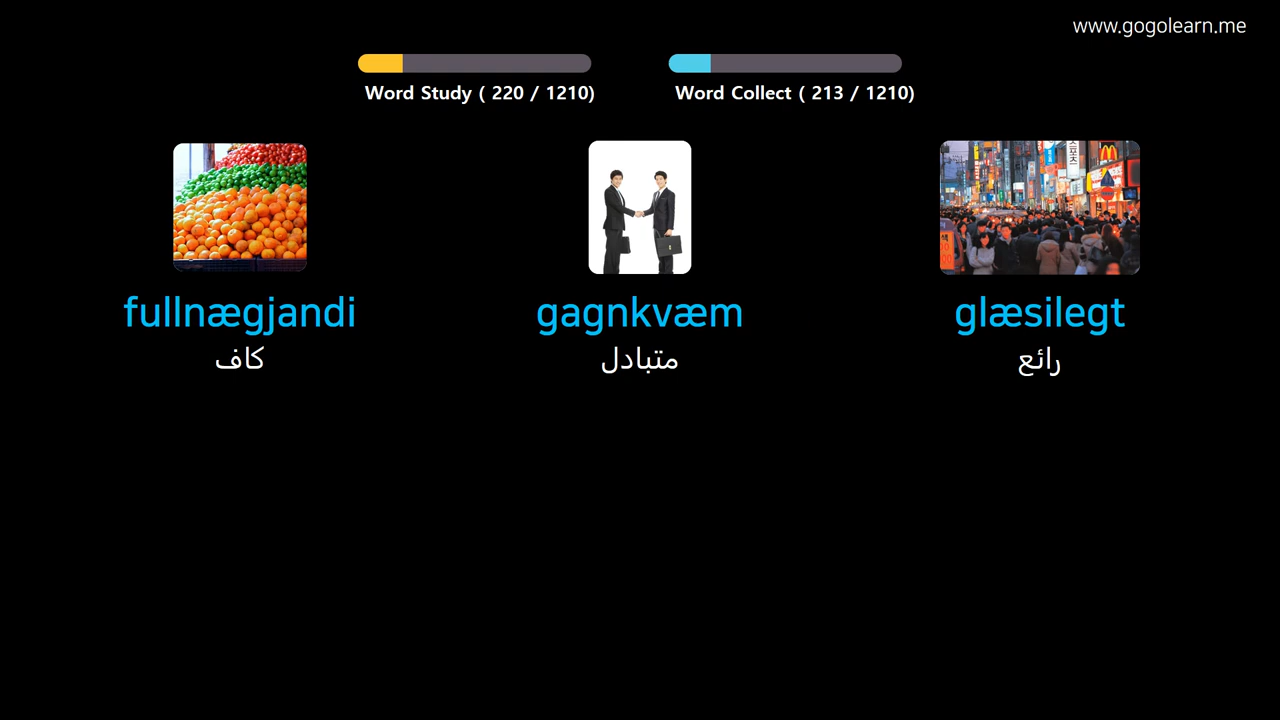 www.gogolearn.me
Word Study ( 220 / 1210)
Word Collect ( 213 / 1210)
fullnægjandi
gagnkvæm
glæsilegt
كاف
متبادل
رائع